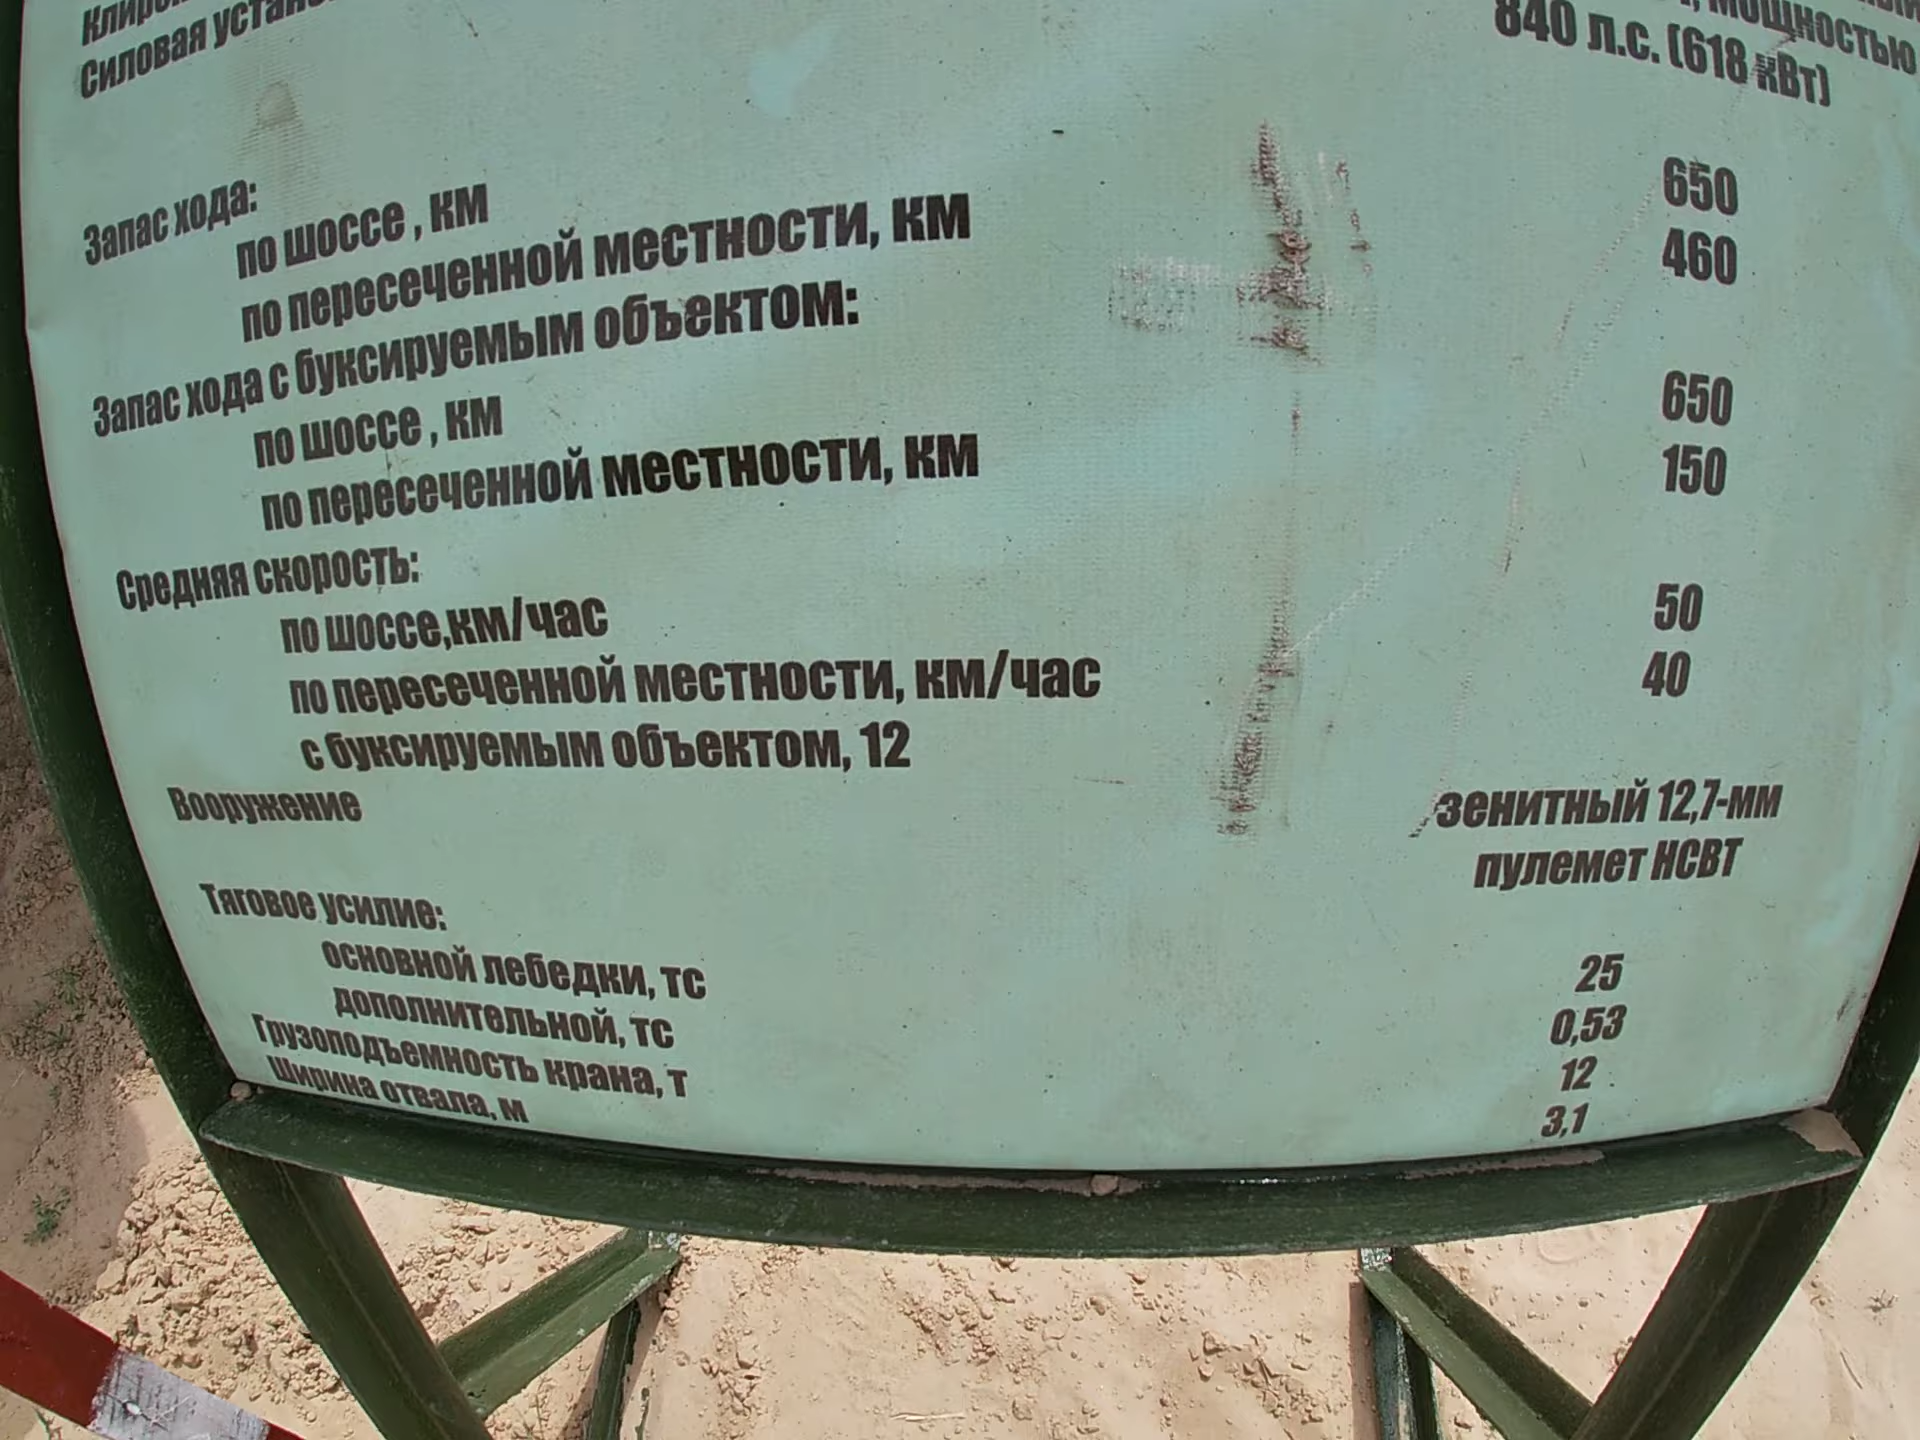 Силовая
мощностью
840 л.с. (618 кВт)
Запас хода:
по шоссе , км 650
по пересеченной местности, км 460
Запас хода с буксируемым объектом:
по шоссе , км 650
по пересеченной местности, км 150
Средняя скорость:
по шоссе,км/час 50
по пересеченной местности, км/час 40
с буксируемым объектом, 12
Вооружение зенитный 12,7-мм
пулемет НСВТ
Тяговое усилие:
основной лебедки, тс 25
дополнительной, тс 0,53
Грузоподъемность крана, т 12
Ширина отвала, м 3,1